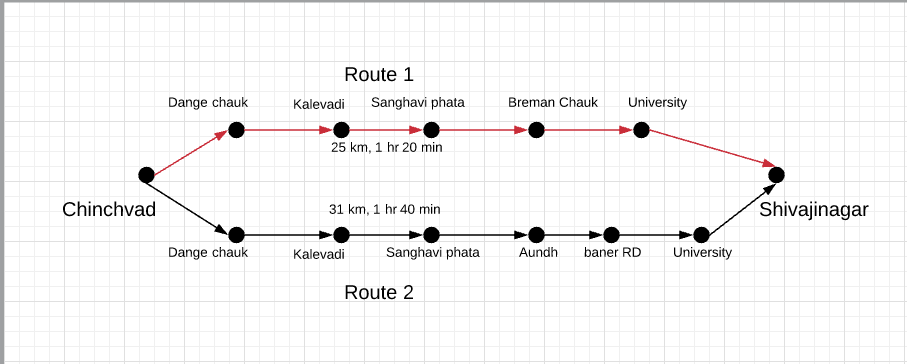 Route 1
Dange chauk
Kalevadi
Sanghavi phata
Breman Chauk
University
25 km, 1 hr 20 min
Chinchvad
31 km, 1 hr 40 min
Shivajinagar
Dange chauk
Kalevadi
Sanghavi phata
Aundh
baner RD
University
Route 2